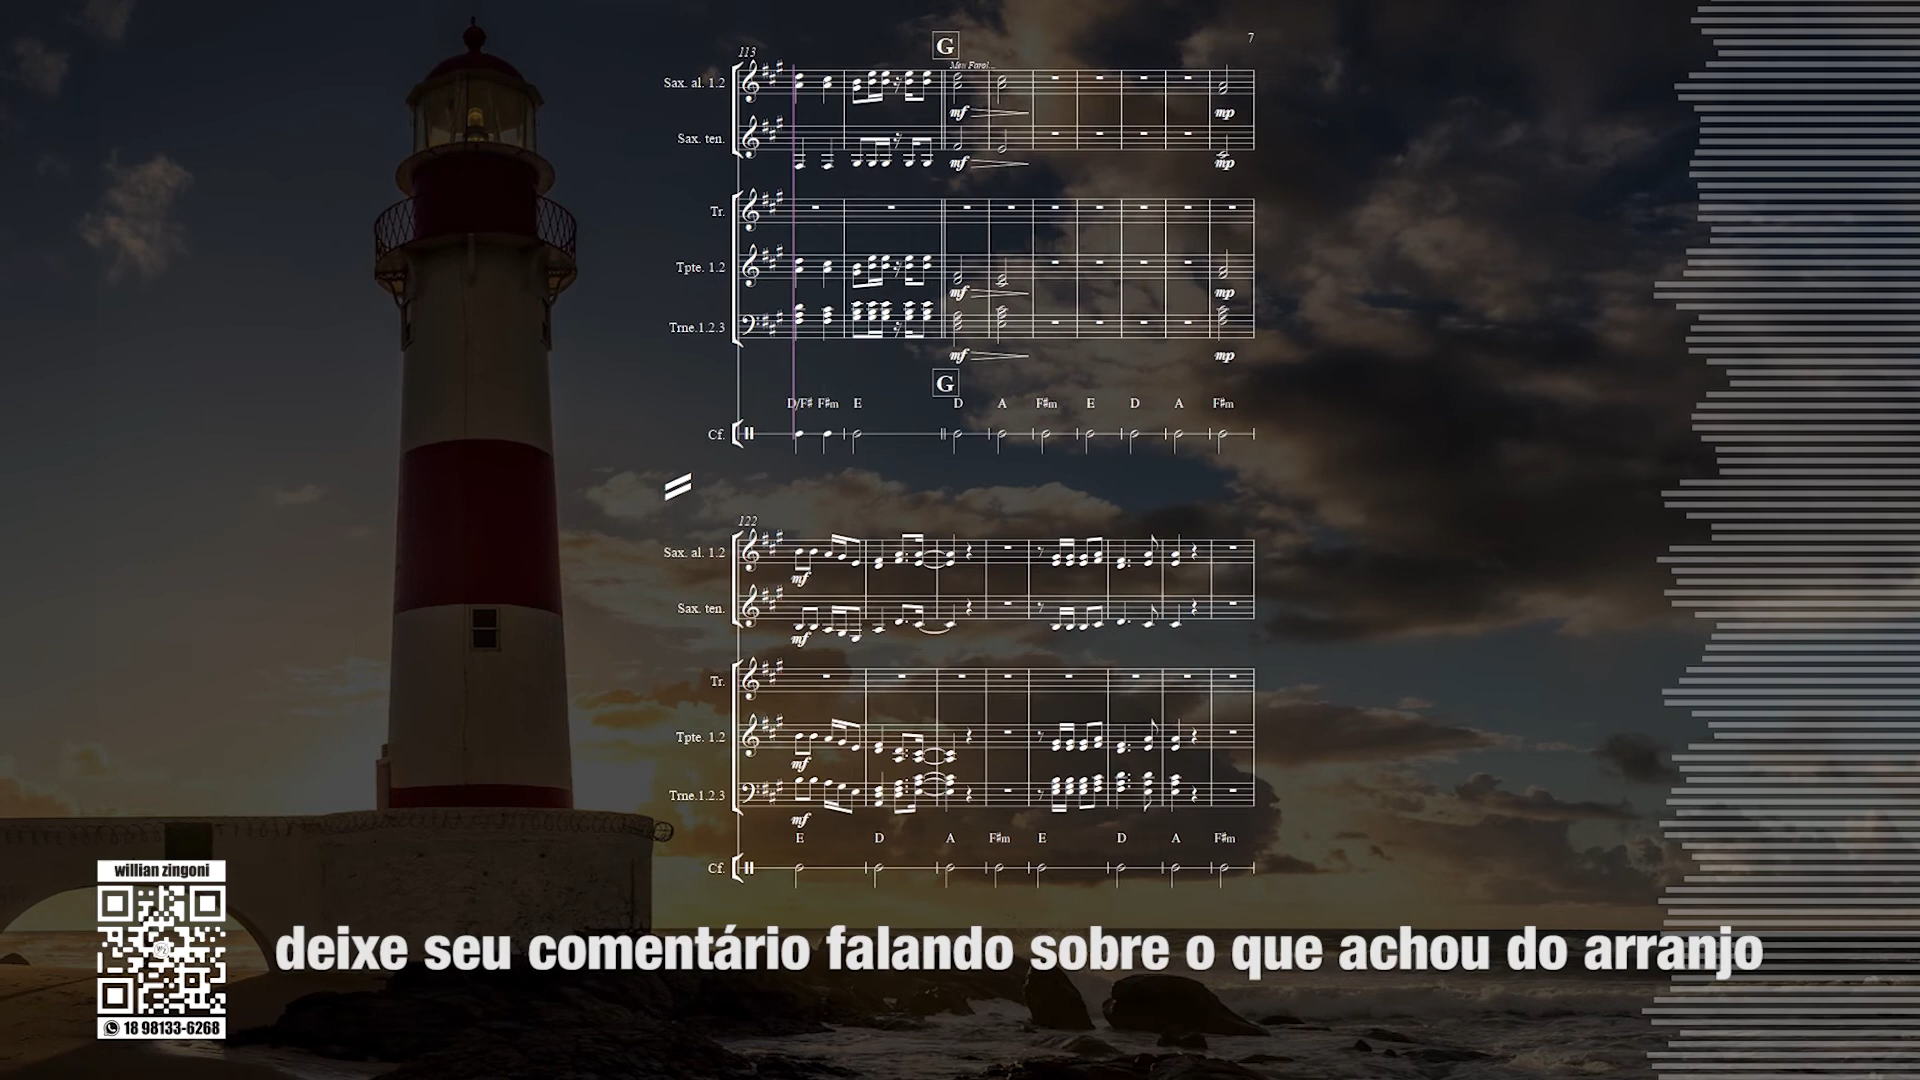 7
113
G
Meu Farol...
Sax. al. 1.2
mf mp
Sax. ten.
mf mp
Tr.
Tpte. 1.2
mf mp
Trne.1.2.3
mf mp
G
D/F# F#m E D A F#m E D A F#m
Cf.
122
Sax. al. 1.2
mf
Sax. ten.
mf
Tr.
Tpte. 1.2
mf
Trne.1.2.3
mf
E D A F#m E D A F#m
Cf.
willian zingoni
18 98133-6268
deixe seu comentário falando sobre o que achou do arranjo